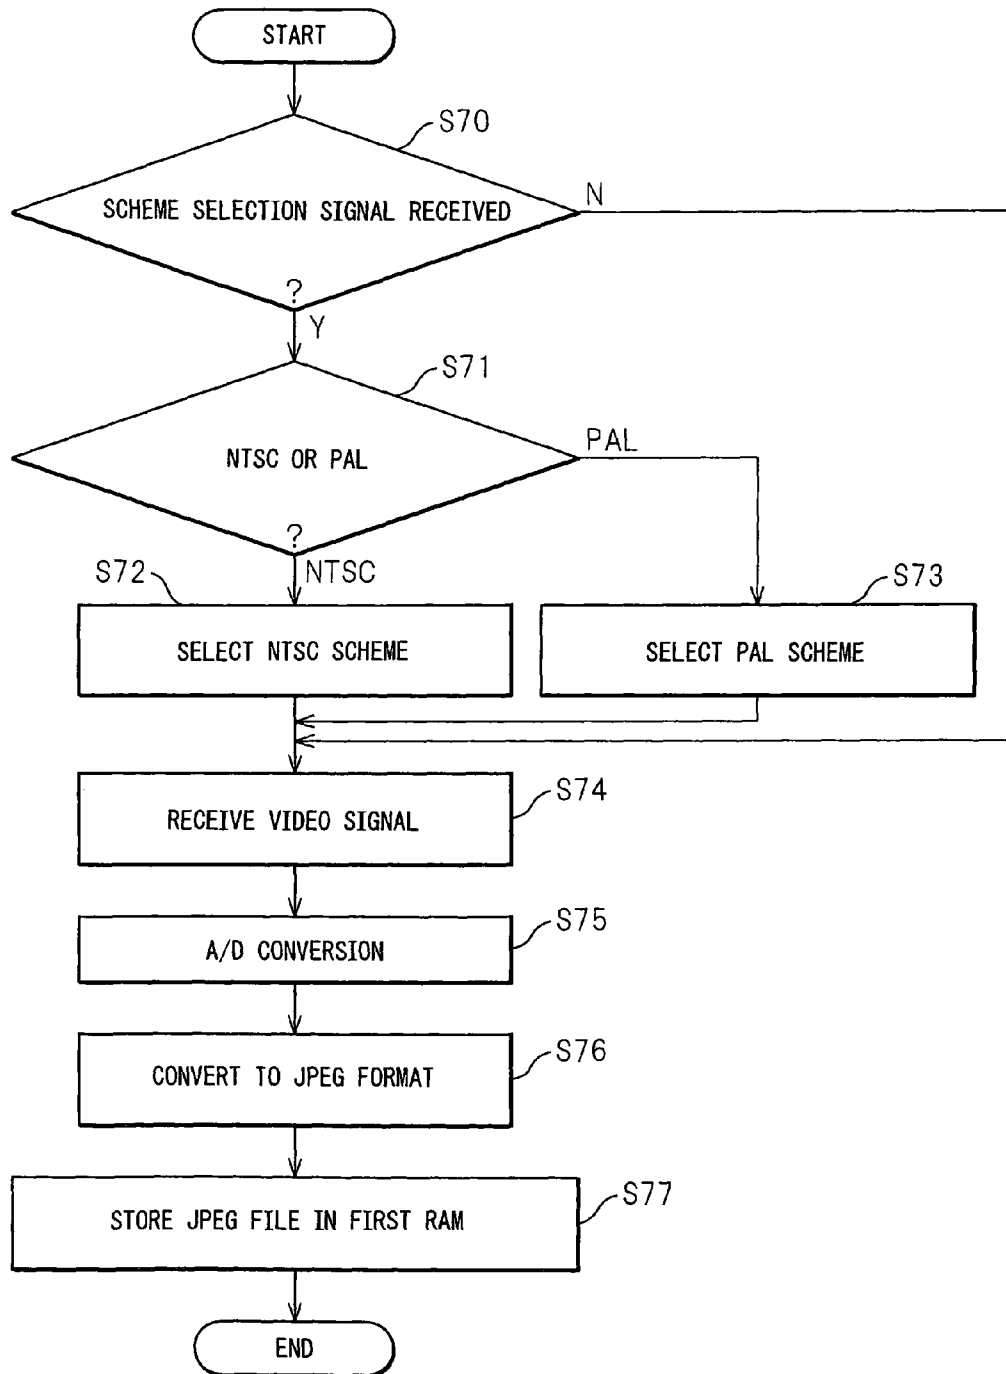 START
S70
SCHEME SELECTION SIGNAL RECEIVED
?
N
Y
S71
NTSC OR PAL
?
PAL
NTSC
S72
SELECT NTSC SCHEME
S73
SELECT PAL SCHEME
S74
RECEIVE VIDEO SIGNAL
S75
A/D CONVERSION
S76
CONVERT TO JPEG FORMAT
S77
STORE JPEG FILE IN FIRST RAM
END